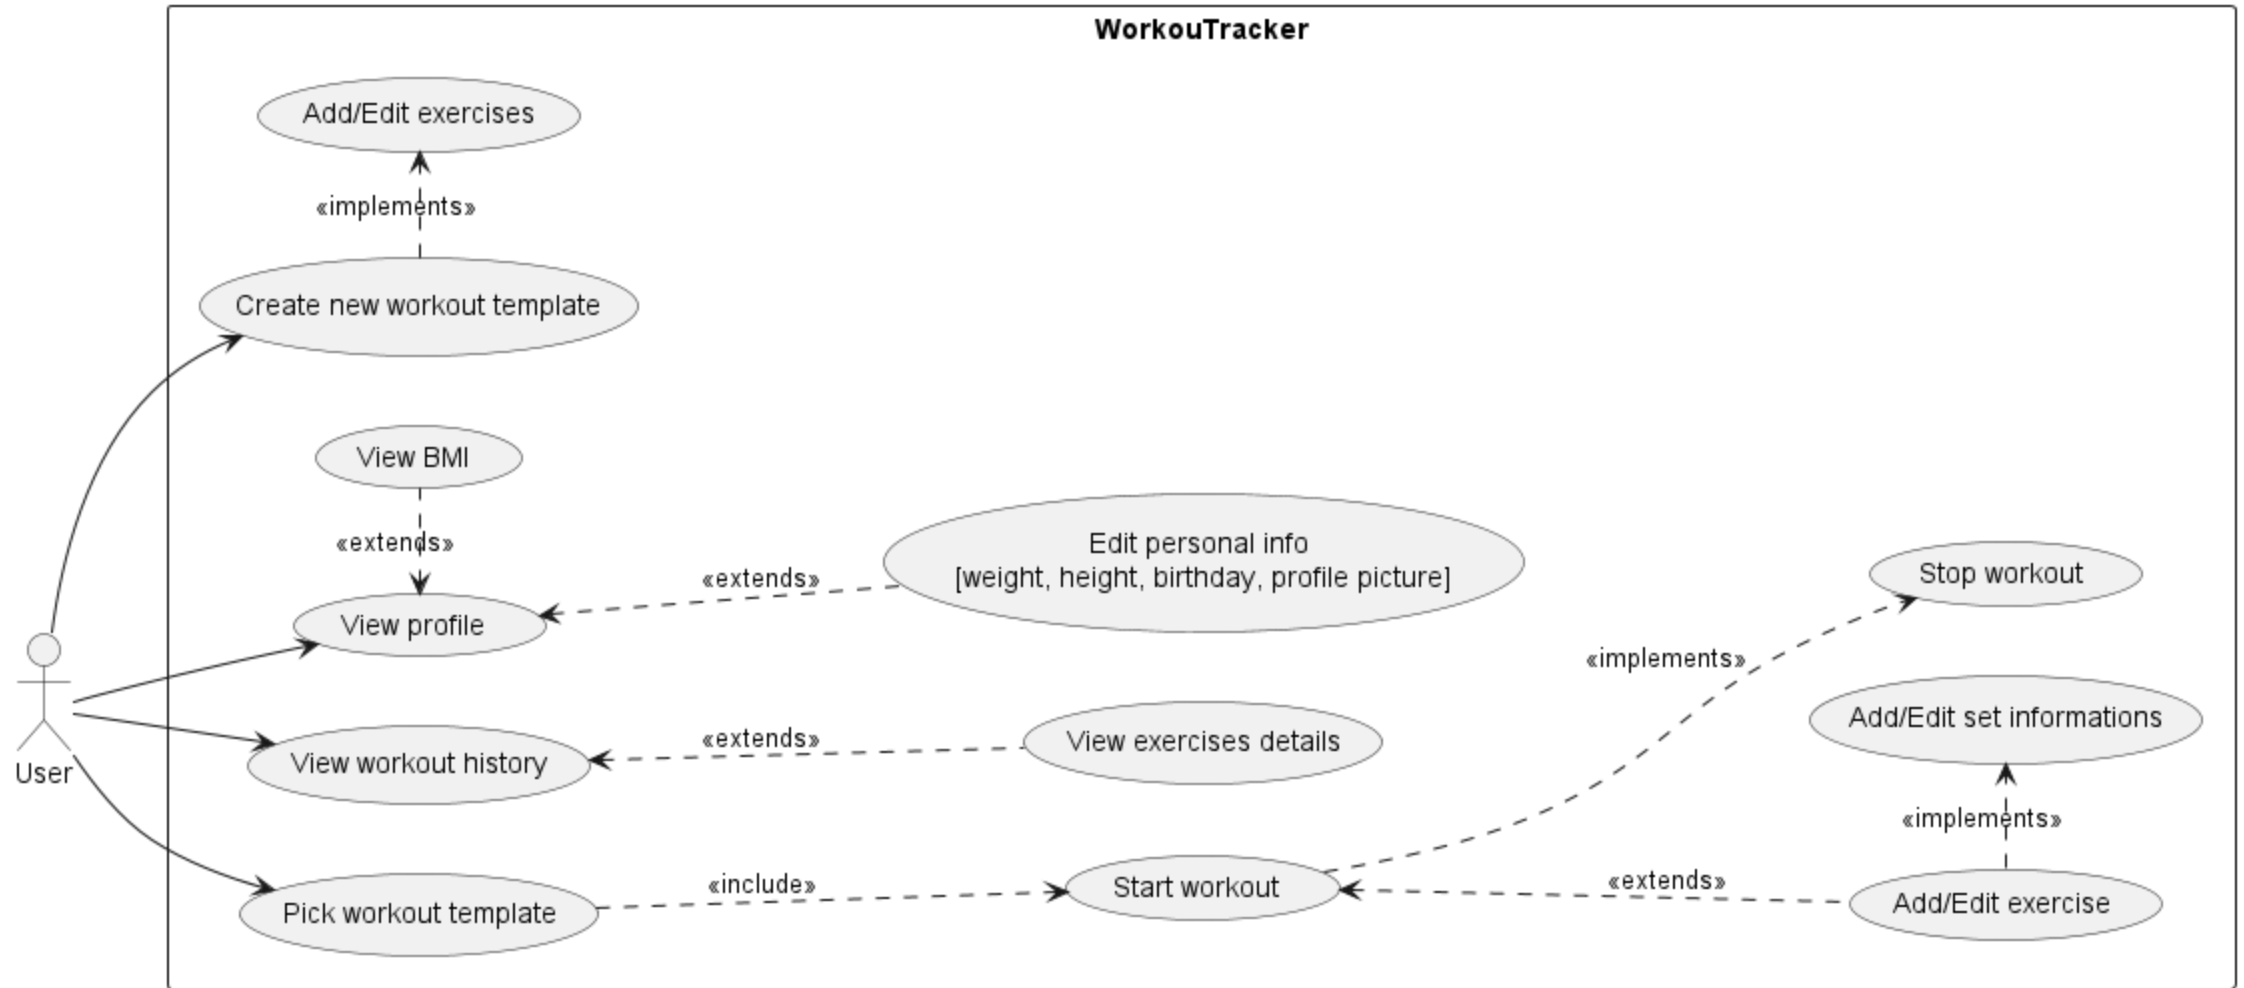 WorkouTracker
Add/Edit exercises
«implements»
Create new workout template
View BMI
«extends»
View profile
«extends»
Edit personal info
[weight, height, birthday, profile picture]
User
View workout history
«extends»
View exercises details
Pick workout template
«include»
Start workout
«implements»
Stop workout
Add/Edit set informations
«implements»
«extends»
Add/Edit exercise